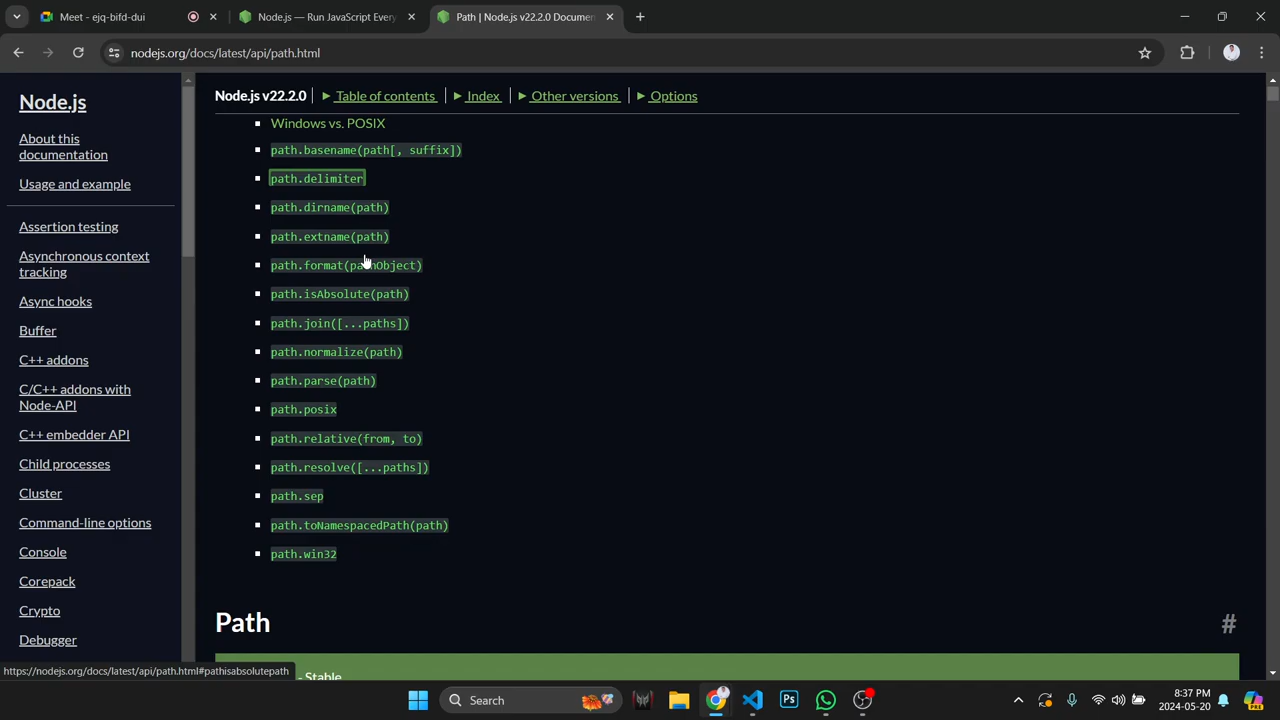 Meet - ejq-bifd-dui
Node.js — Run JavaScript Every
Path | Node.js v22.2.0 Documen
nodejs.org/docs/latest/api/path.html
Node.js
About this
documentation
Usage and example
Assertion testing
Asynchronous context
tracking
Async hooks
Buffer
C++ addons
C/C++ addons with
Node-API
C++ embedder API
Child processes
Cluster
Command-line options
Console
Corepack
Crypto
Debugger
Node.js v22.2.0
► Table of contents
► Index
► Other versions
► Options
Windows vs. POSIX
path.basename(path[, suffix])
path.delimiter
path.dirname(path)
path.extname(path)
path.format(pathObject)
path.isAbsolute(path)
path.join([...paths])
path.normalize(path)
path.parse(path)
path.posix
path.relative(from, to)
path.resolve([...paths])
path.sep
path.toNamespacedPath(path)
path.win32
Path
#
- Stable
https://nodejs.org/docs/latest/api/path.html#pathisabsolutepath
Search
Ps
8:37 PM
2024-05-20
PRE